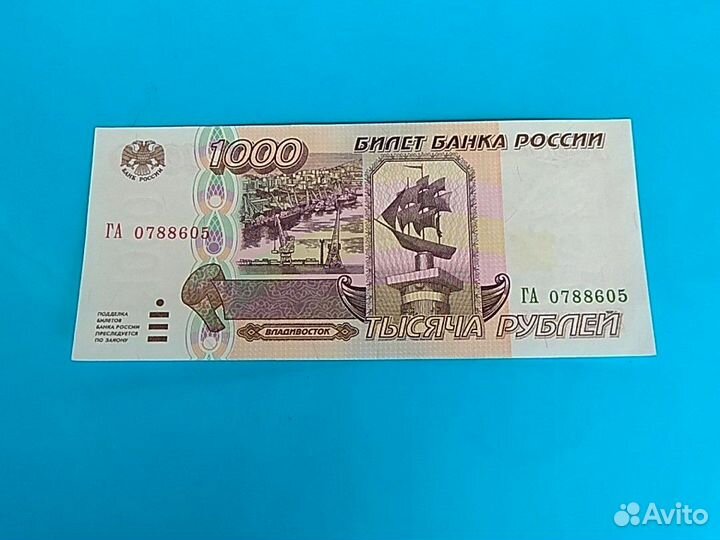 1000 БИЛЕТ БАНКА РОССИИ
БАНК РОССИИ
ГА 0788605
ГА 0788605
ПОДДЕЛКА
БИЛЕТОВ
БАНКА РОССИИ
ПРЕСЛЕДУЕТСЯ
ПО ЗАКОНУ
ВЛАДИВОСТОК
ТЫСЯЧА РУБЛЕЙ
Avito